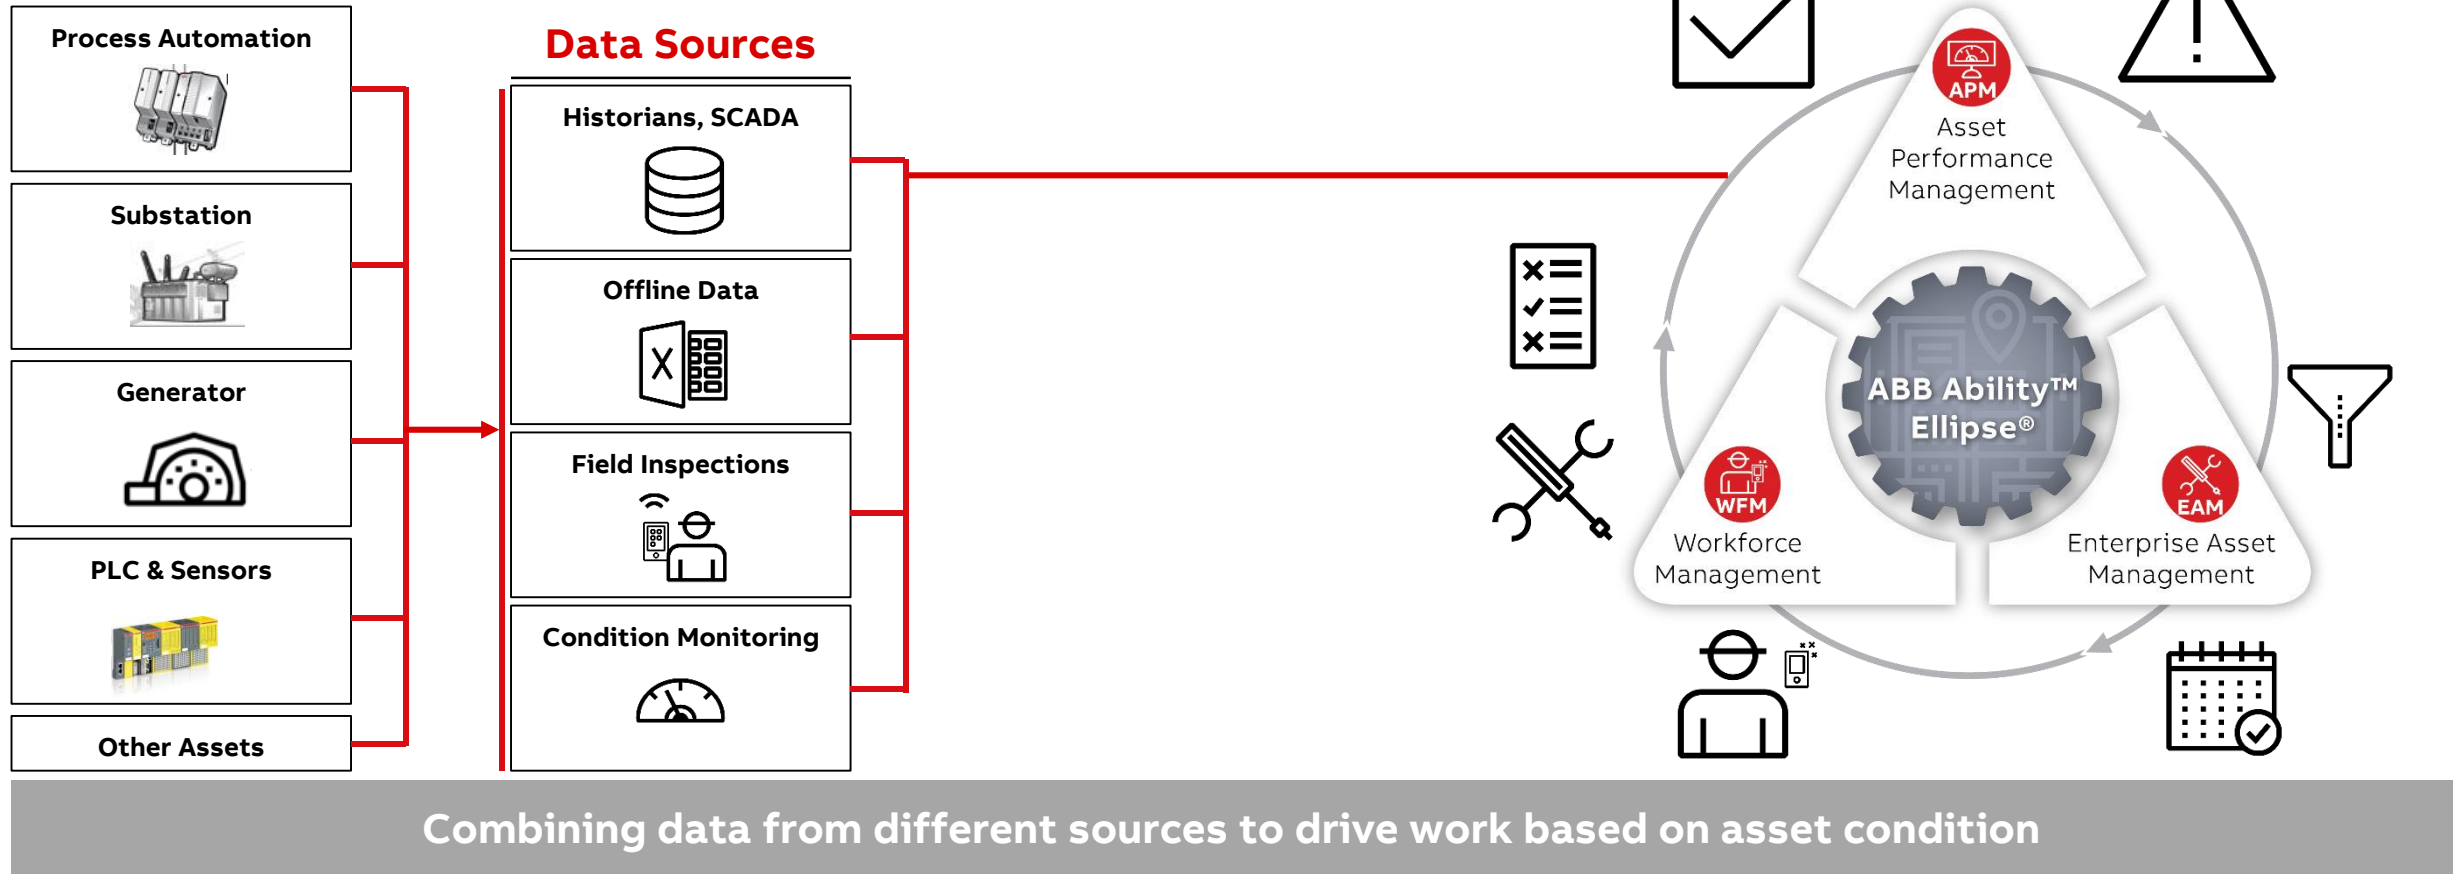 Process Automation
Substation
Generator
PLC & Sensors
Other Assets
Data Sources
Historians, SCADA
Offline Data
X
Field Inspections
Condition Monitoring
APM
Asset
Performance
Management
ABB Ability™
Ellipse®
WFM
Workforce
Management
EAM
Enterprise Asset
Management
Combining data from different sources to drive work based on asset condition